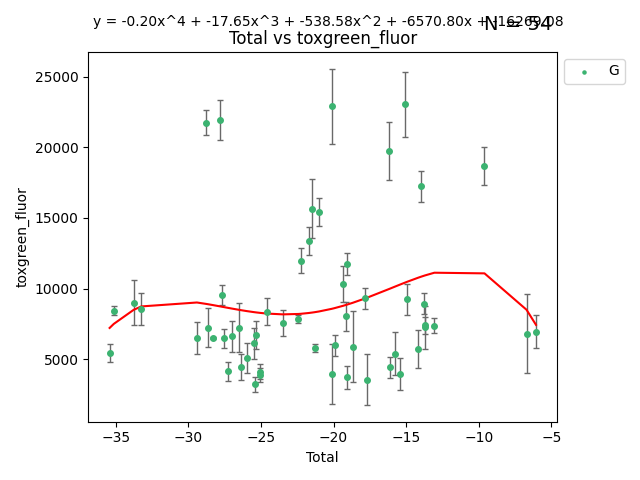 y = -0.20x^4 + -17.65x^3 + -538.58x^2 + -6570.80x +
N = 54
Total vs toxgreen_fluor
G
toxgreen_fluor
25000
20000
15000
10000
5000
−35 −30 −25 −20 −15 −10 −5
Total